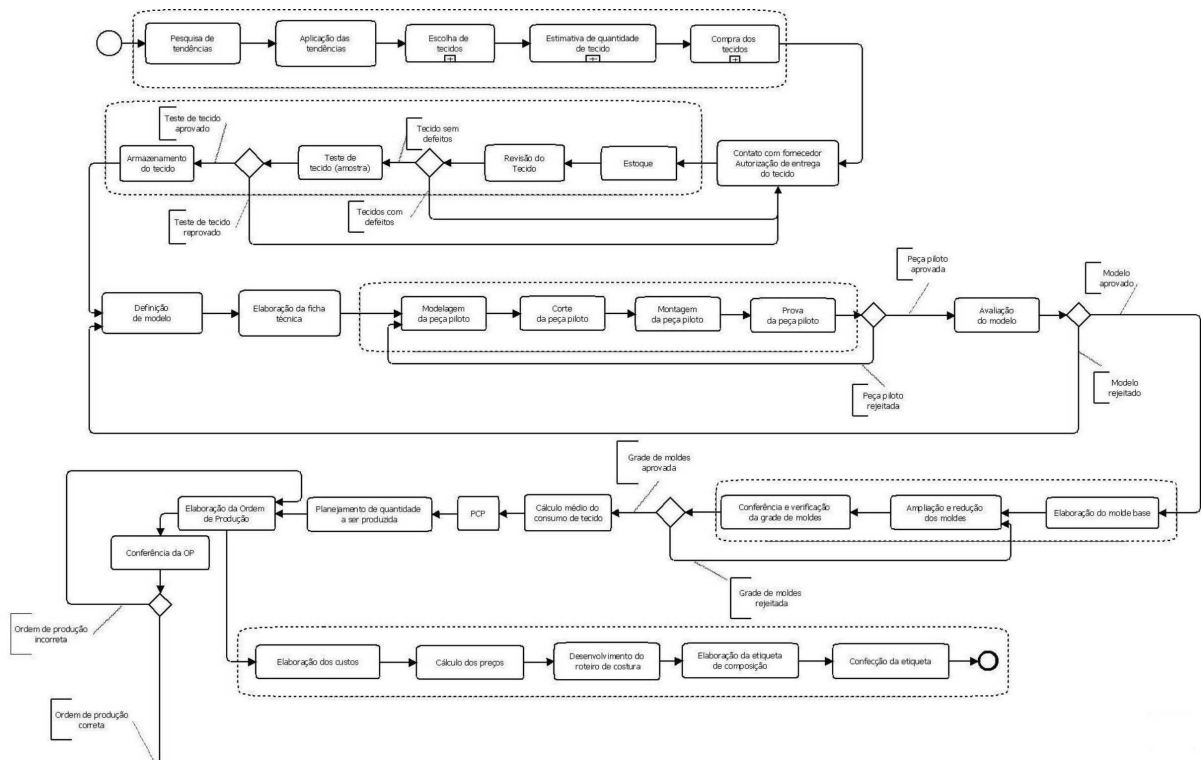 Pesquisa de
tendências
Aplicação das
tendências
Escolha de
tecidos
Estimativa de quantidade
de tecido
Compra dos
tecidos
Teste de tecido
aprovado
Tecido sem
defeitos
Armazenamento
do tecido
Teste de
tecido (amostra)
Revisão do
Tecido
Estoque
Contato com fornecedor
Autorização de entrega
do tecido
Teste de tecido
reprovado
Tecidos com
defeitos
Peça piloto
aprovada
Modelo
aprovado
Definição
de modelo
Elaboração da ficha
técnica
Modelagem
da peça piloto
Corte
da peça piloto
Montagem
da peça piloto
Prova
da peça piloto
Avaliação
do modelo
Peça piloto
rejeitada
Modelo
rejeitado
Grade de moldes
aprovada
Elaboração da Ordem
de Produção
Planejamento de quantidade
a ser produzida
PCP
Cálculo médio do
consumo de tecido
Conferência e verificação
da grade de moldes
Ampliação e redução
dos moldes
Elaboração do molde base
Conferência da OP
Grade de moldes
rejeitada
Ordem de produção
incorreta
Elaboração dos custos
Cálculo dos preços
Desenvolvimento do
roteiro de costura
Elaboração da etiqueta
de composição
Confecção da etiqueta
Ordem de produção
correta